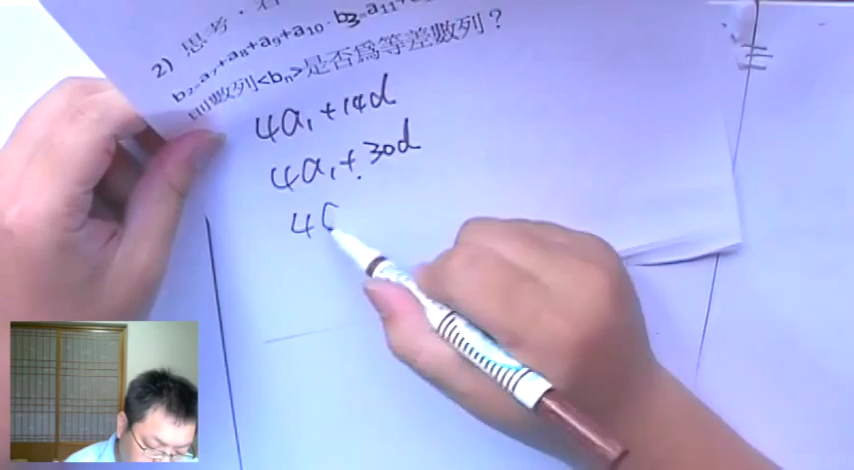 2) 思考·
b₂=a₇+a₈+a₉+a₁₀.b₃=a₁₁+
數列<bₙ>是否爲等差數列？
4a₁+14d
4a₁+30d
4